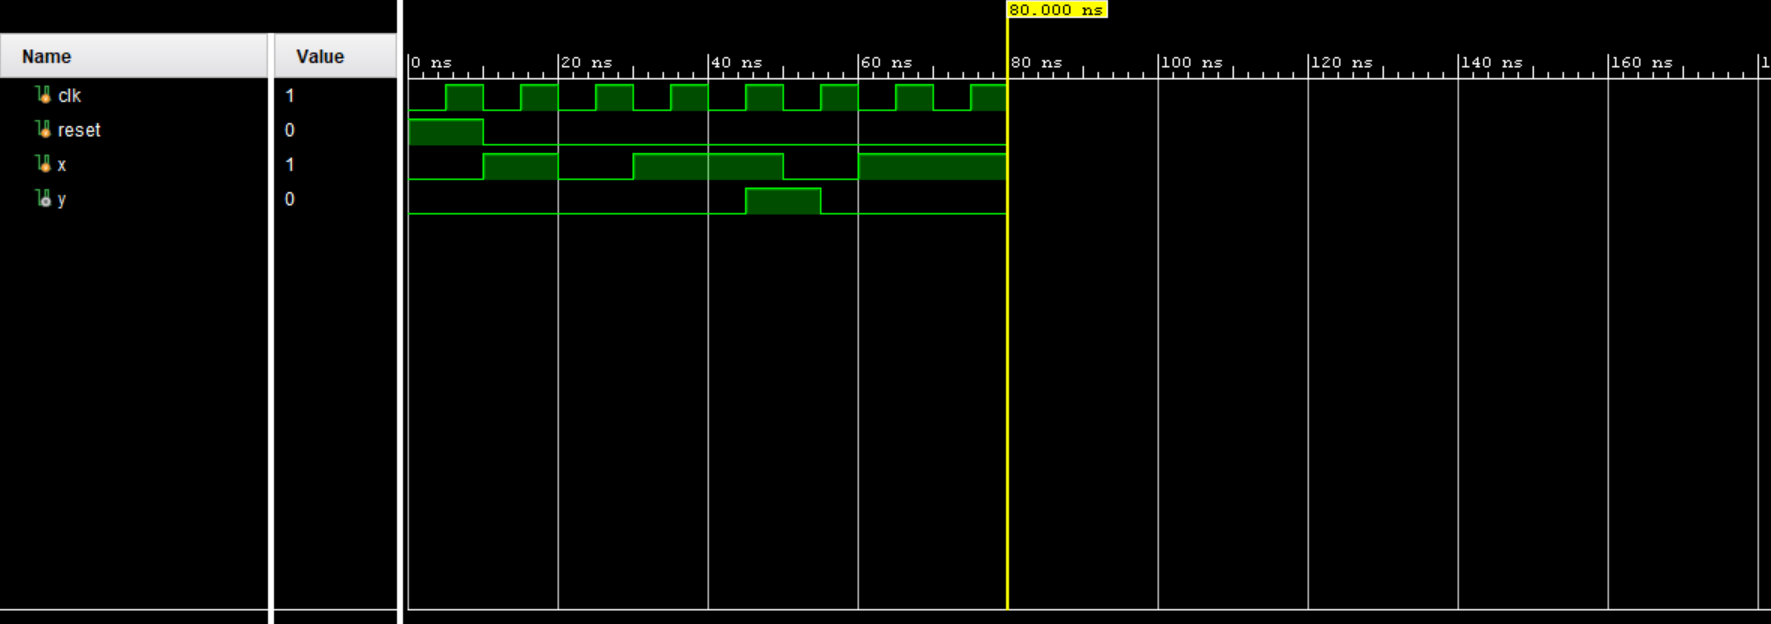 80.000 ns
Name Value
0 ns 20 ns 40 ns 60 ns 80 ns 100 ns 120 ns 140 ns 160 ns 1
clk 1
reset 0
x 1
y 0